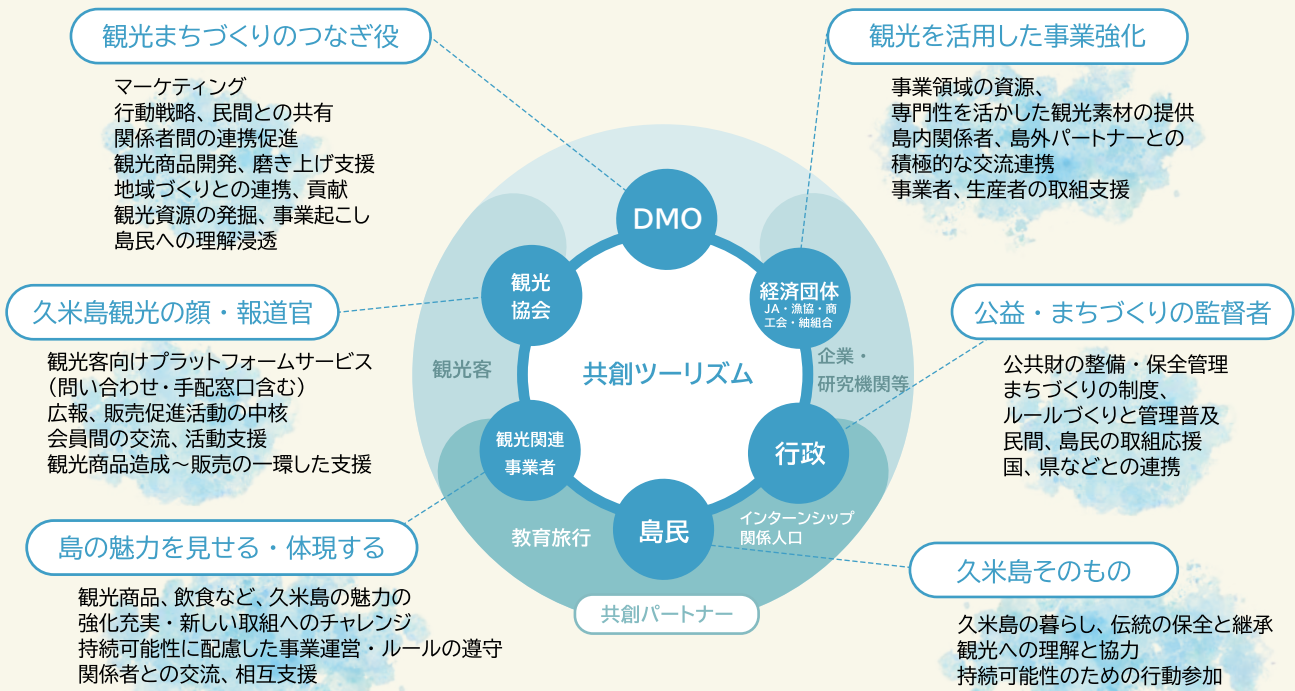 観光まちづくりのつなぎ役
マーケティング
行動戦略、民間との共有
関係者間の連携促進
観光商品開発、磨き上げ支援
地域づくりとの連携、貢献
観光資源の発掘、事業起こし
島民への理解浸透
観光を活用した事業強化
事業領域の資源、
専門性を活かした観光素材の提供
島内関係者、島外パートナーとの
積極的な交流連携
事業者、生産者の取組支援
久米島観光の顔・報道官
観光客向けプラットフォームサービス
(問い合わせ・手配窓口含む)
広報、販売促進活動の中核
会員間の交流、活動支援
観光商品造成～販売の一環した支援
公益・まちづくりの監督者
公共財の整備・保全管理
まちづくりの制度、
ルールづくりと管理普及
民間、島民の取組応援
国、県などとの連携
島の魅力を見せる・体現する
観光商品、飲食など、久米島の魅力の
強化充実・新しい取組へのチャレンジ
持続可能性に配慮した事業運営・ルールの遵守
関係者との交流、相互支援
久米島そのもの
久米島の暮らし、伝統の保全と継承
観光への理解と協力
持続可能性のための行動参加
DMO
観光
協会
経済団体
JA・漁協・商
工会・紬組合
観光客
共創ツーリズム
企業・
研究機関等
観光関連
事業者
行政
島民
教育旅行
インターンシップ
関係人口
共創パートナー